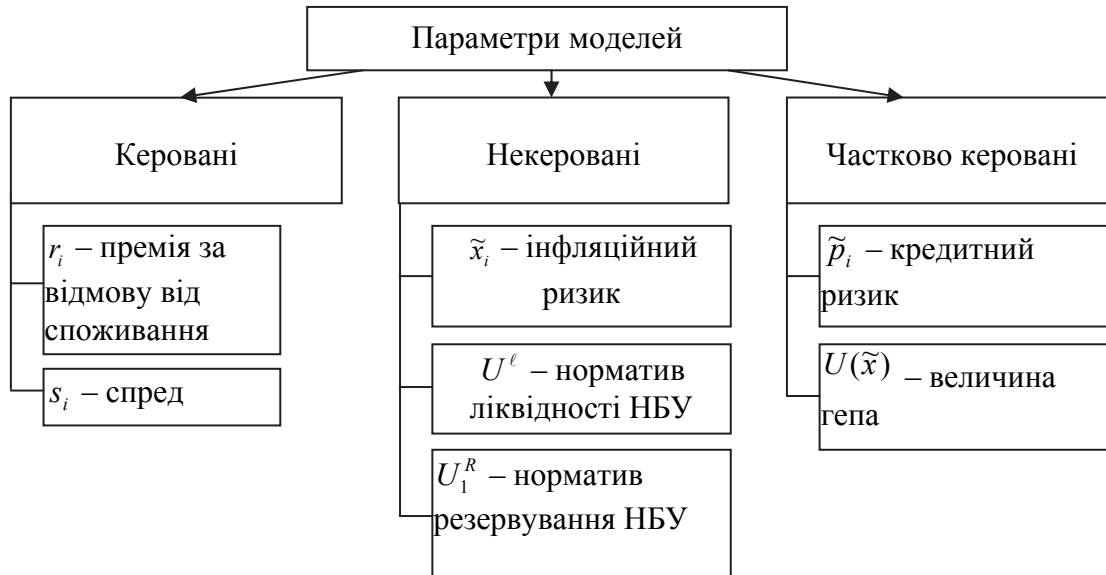 Параметри моделей
Керовані
Некеровані
Частково керовані
r_i – премія за
відмову від
споживання
s_i – спред
x̃_i – інфляційний
ризик
U^ℓ – норматив
ліквідності НБУ
U_1^R – норматив
резервування НБУ
p̃_i – кредитний
ризик
U(x̃) – величина
гепа